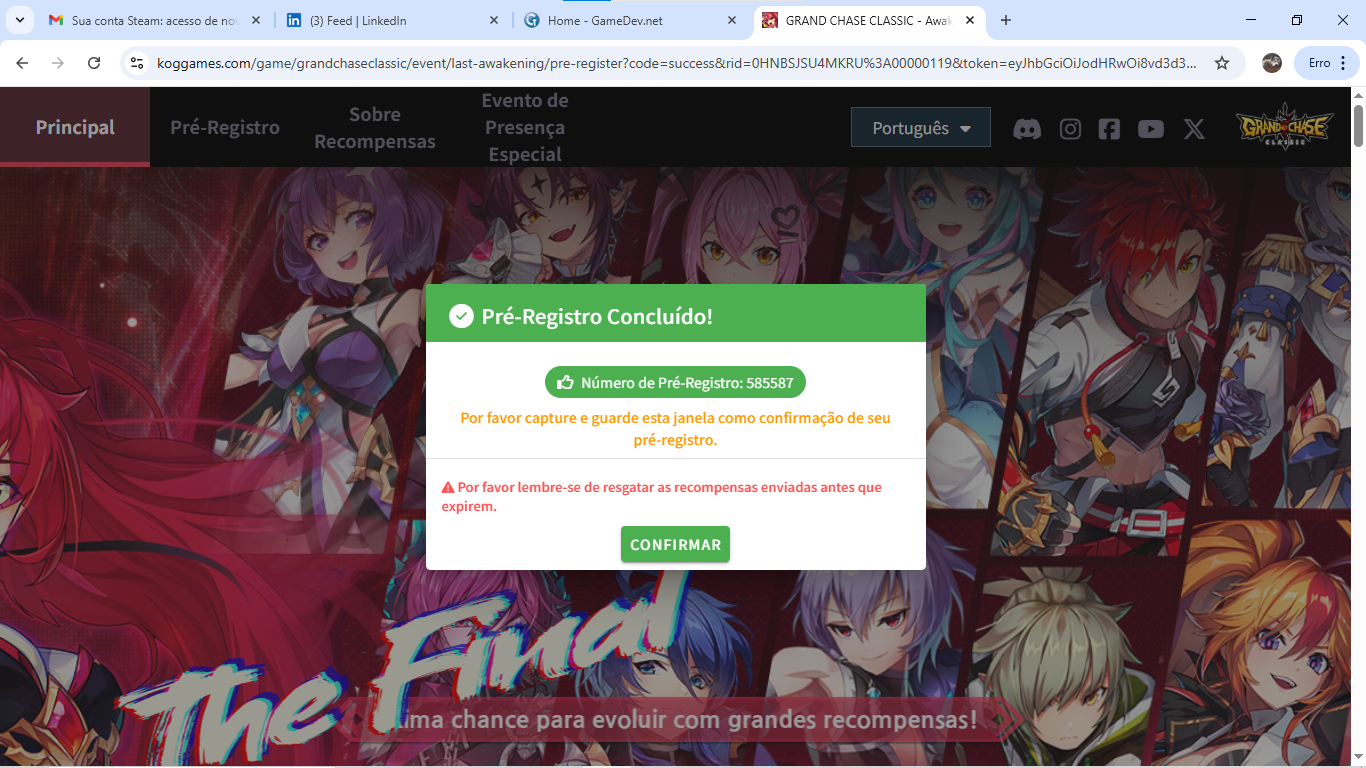 Sua conta Steam: acesso de nov
(3) Feed | LinkedIn
Home - GameDev.net
GRAND CHASE CLASSIC - Awak
koggames.com/game/grandchaseclassic/event/last-awakening/pre-register?code=success&rid=0HNBSJSU4MKRU%3A00000119&token=eyJhbGciOiJodHRwOi8vd3d3...
Erro
Principal
Pré-Registro
Sobre
Recompensas
Evento de
Presença
Especial
Português
GRAND CHASE
CLASSIC
Pré-Registro Concluído!
Número de Pré-Registro: 585587
Por favor capture e guarde esta janela como confirmação de seu
pré-registro.
Por favor lembre-se de resgatar as recompensas enviadas antes que
expirem.
CONFIRMAR
The Final
chance para evoluir com grandes recompensas!